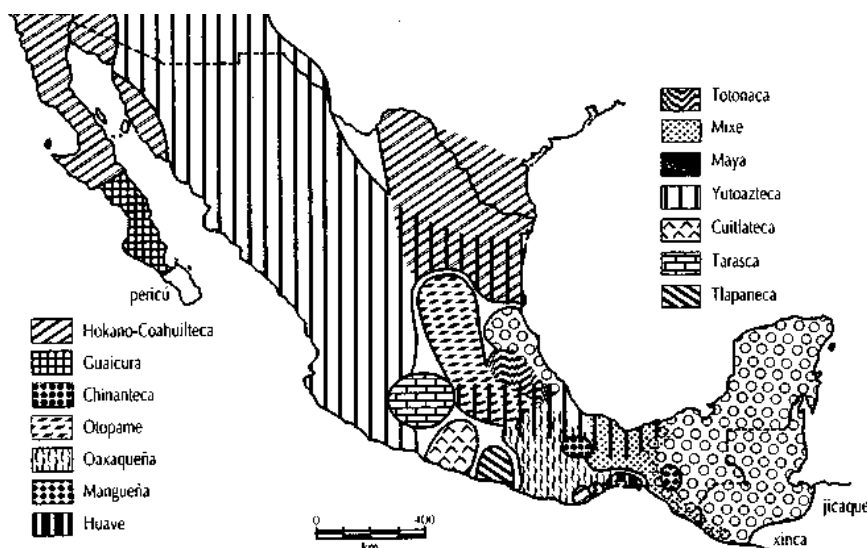 Totonaca
Mixe
Maya
Yutoazteca
Cuitlateca
Tarasca
Tlapaneca
pericú
Hokano-Coahuilteca
Guaicura
Chinanteca
Otopame
Oaxaqueña
Mangueña
Huave
0 400
km
jicaque
xinca